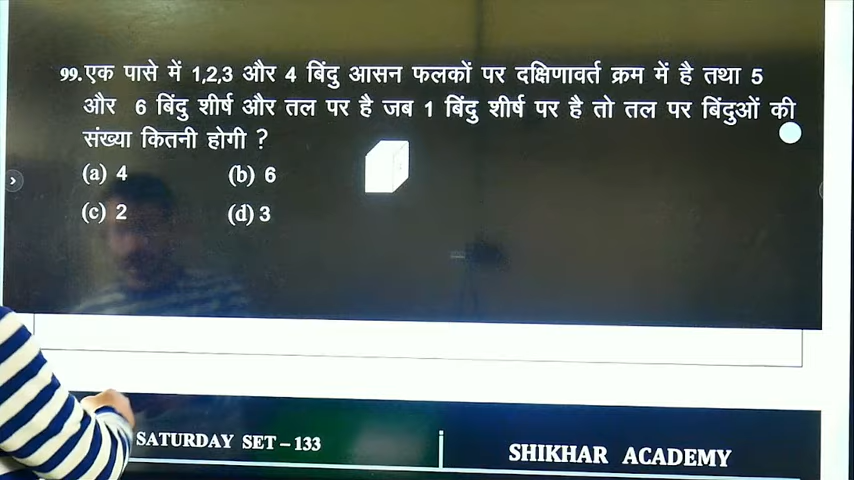 99. एक पासे में 1,2,3 और 4 बिंदु आसन फलकों पर दक्षिणावर्त क्रम में है तथा 5
और 6 बिंदु शीर्ष और तल पर है जब 1 बिंदु शीर्ष पर है तो तल पर बिंदुओं की
संख्या कितनी होगी ?
(a) 4 (b) 6
(c) 2 (d) 3
SATURDAY SET – 133 SHIKHAR ACADEMY